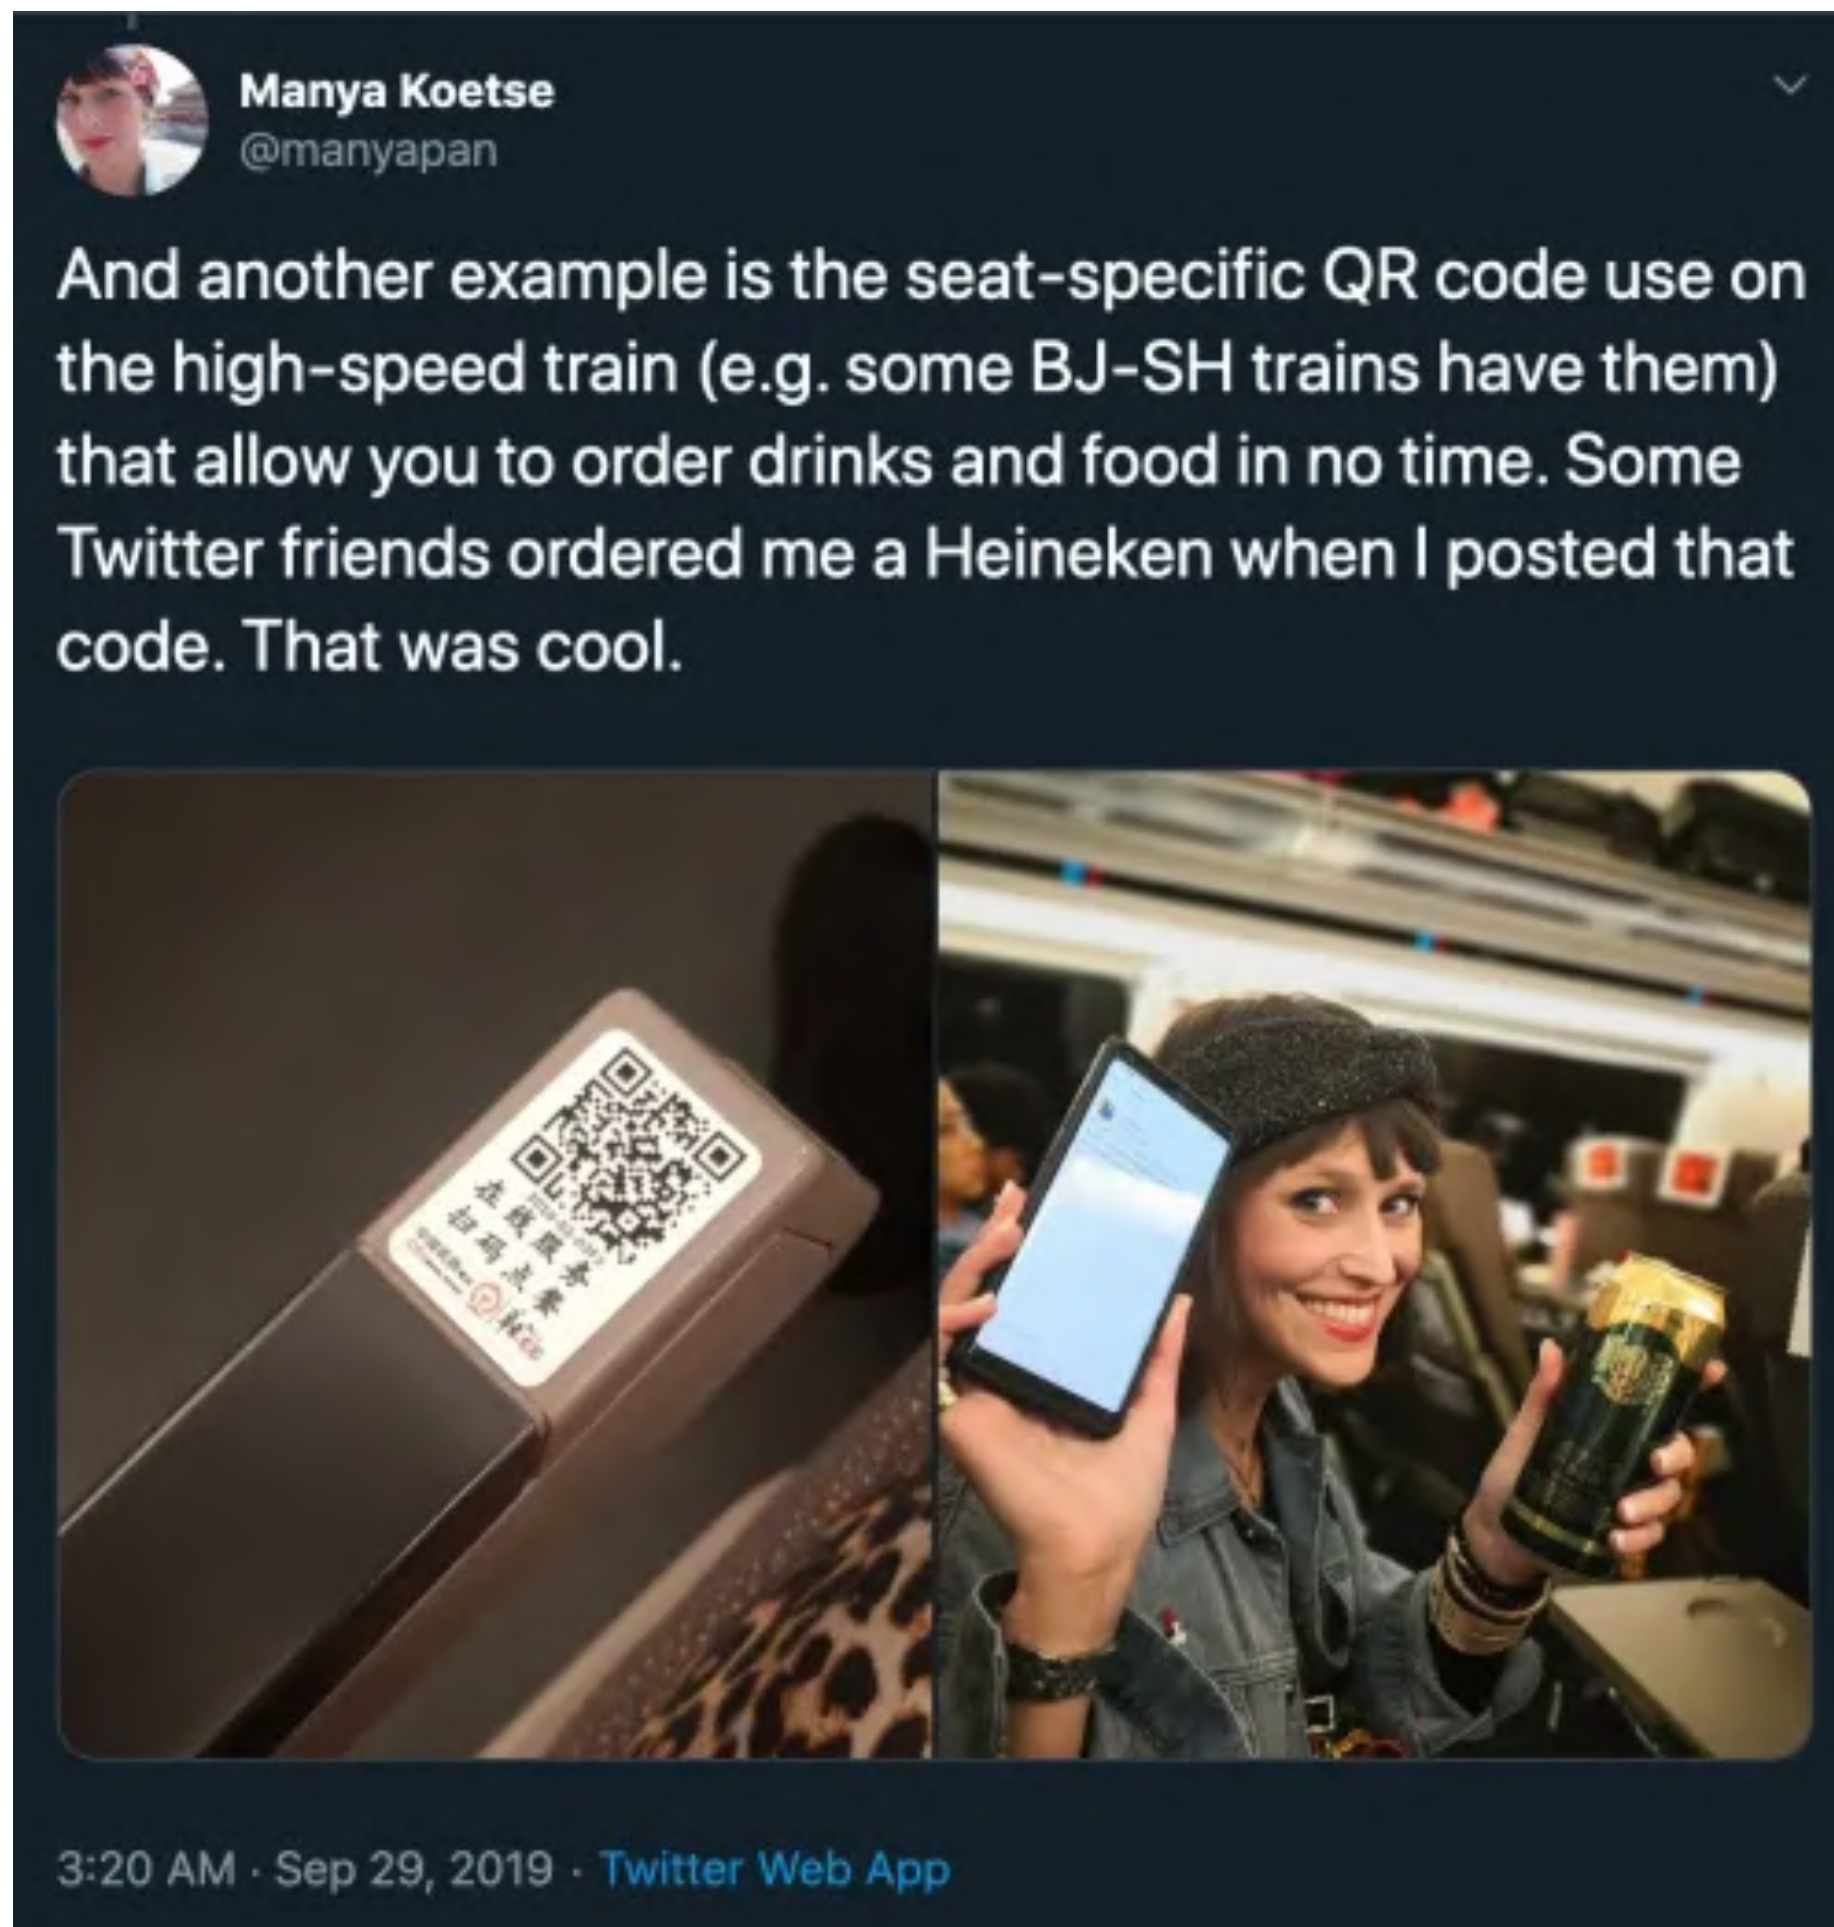 Manya Koetse
@manyapan
And another example is the seat-specific QR code use on
the high-speed train (e.g. some BJ-SH trains have them)
that allow you to order drinks and food in no time. Some
Twitter friends ordered me a Heineken when I posted that
code. That was cool.
在线服务
扫码点餐
3:20 AM · Sep 29, 2019 · Twitter Web App